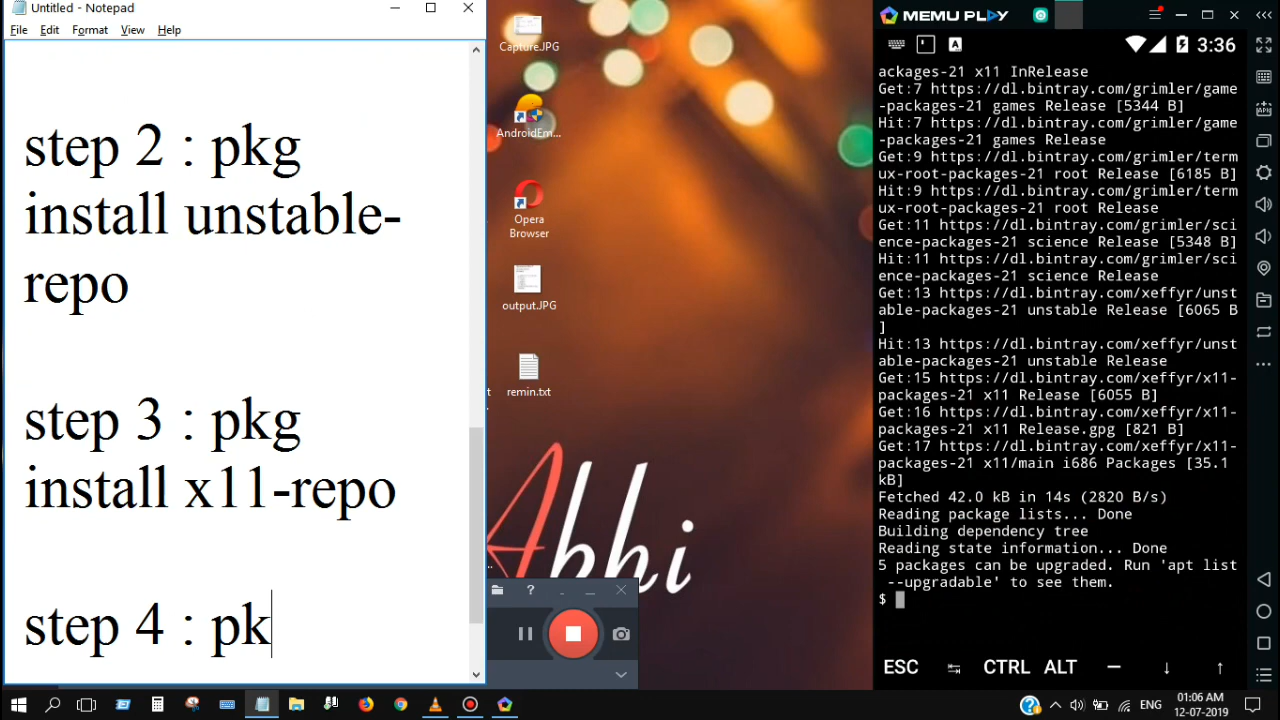 Untitled - Notepad
File Edit Format View Help
step 2 : pkg
install unstable-
repo
step 3 : pkg
install x11-repo
step 4 : pk
Capture.JPG
AndroidEm...
Opera
Browser
output.JPG
remin.txt
Abhi
MEMU PLAY
3:36
ackages-21 x11 InRelease
Get:7 https://dl.bintray.com/grimler/game
-packages-21 games Release [5344 B]
Hit:7 https://dl.bintray.com/grimler/game
-packages-21 games Release
Get:9 https://dl.bintray.com/grimler/term
ux-root-packages-21 root Release [6185 B]
Hit:9 https://dl.bintray.com/grimler/term
ux-root-packages-21 root Release
Get:11 https://dl.bintray.com/grimler/sci
ence-packages-21 science Release [5348 B]
Hit:11 https://dl.bintray.com/grimler/sci
ence-packages-21 science Release
Get:13 https://dl.bintray.com/xeffyr/unst
able-packages-21 unstable Release [6065 B
]
Hit:13 https://dl.bintray.com/xeffyr/unst
able-packages-21 unstable Release
Get:15 https://dl.bintray.com/xeffyr/x11-
packages-21 x11 Release [6055 B]
Get:16 https://dl.bintray.com/xeffyr/x11-
packages-21 x11 Release.gpg [821 B]
Get:17 https://dl.bintray.com/xeffyr/x11-
packages-21 x11/main i686 Packages [35.1
kB]
Fetched 42.0 kB in 14s (2820 B/s)
Reading package lists... Done
Building dependency tree
Reading state information... Done
5 packages can be upgraded. Run 'apt list
--upgradable' to see them.
$
ESC CTRL ALT — ↓ ↑
ENG
01:06 AM
12-07-2019